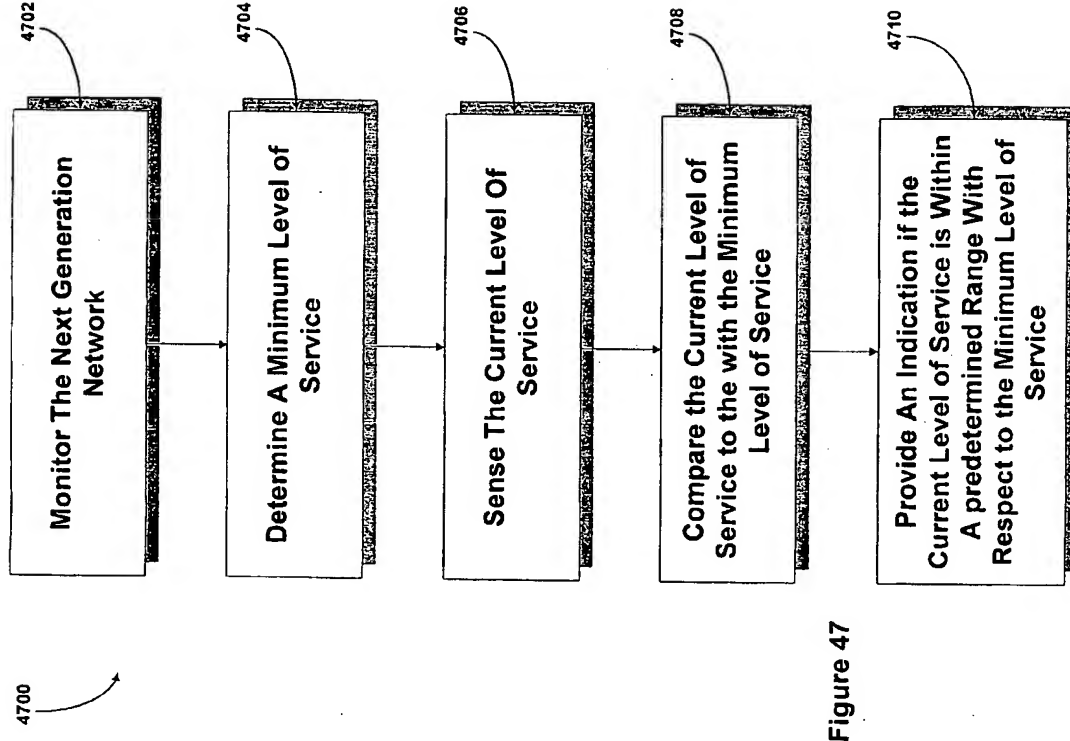 4700
4702
Monitor The Next Generation
Network
4704
Determine A Minimum Level of
Service
4706
Sense The Current Level Of
Service
4708
Compare the Current Level of
Service to the with the Minimum
Level of Service
4710
Provide An Indication if the
Current Level of Service is Within
A predetermined Range With
Respect to the Minimum Level of
Service
Figure 47